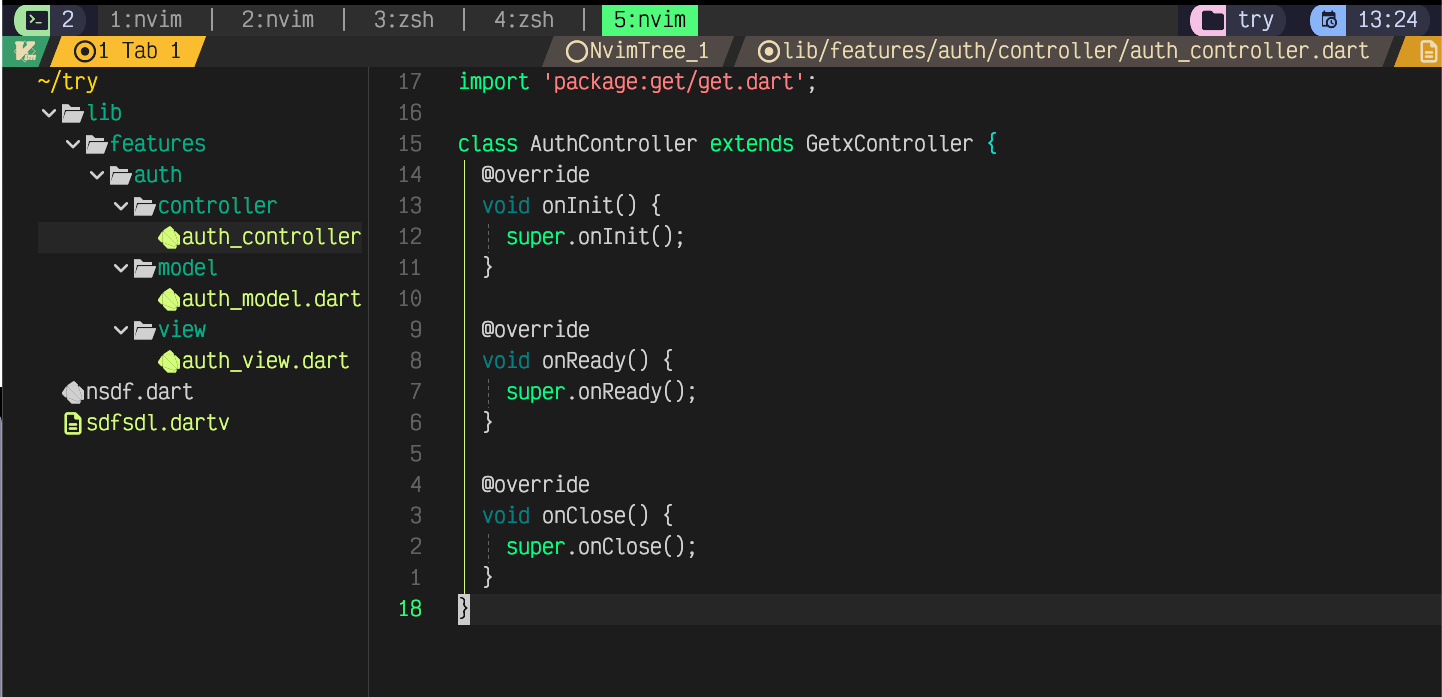 2 1:nvim | 2:nvim | 3:zsh | 4:zsh | 5:nvim try 13:24
1 Tab 1 NvimTree_1 lib/features/auth/controller/auth_controller.dart
~/try
lib
features
auth
controller
auth_controller
model
auth_model.dart
view
auth_view.dart
nsdf.dart
sdfsdl.dartv
17 import 'package:get/get.dart';
16
15 class AuthController extends GetxController {
14 @override
13 void onInit() {
12 super.onInit();
11 }
10
9 @override
8 void onReady() {
7 super.onReady();
6 }
5
4 @override
3 void onClose() {
2 super.onClose();
1 }
18 }